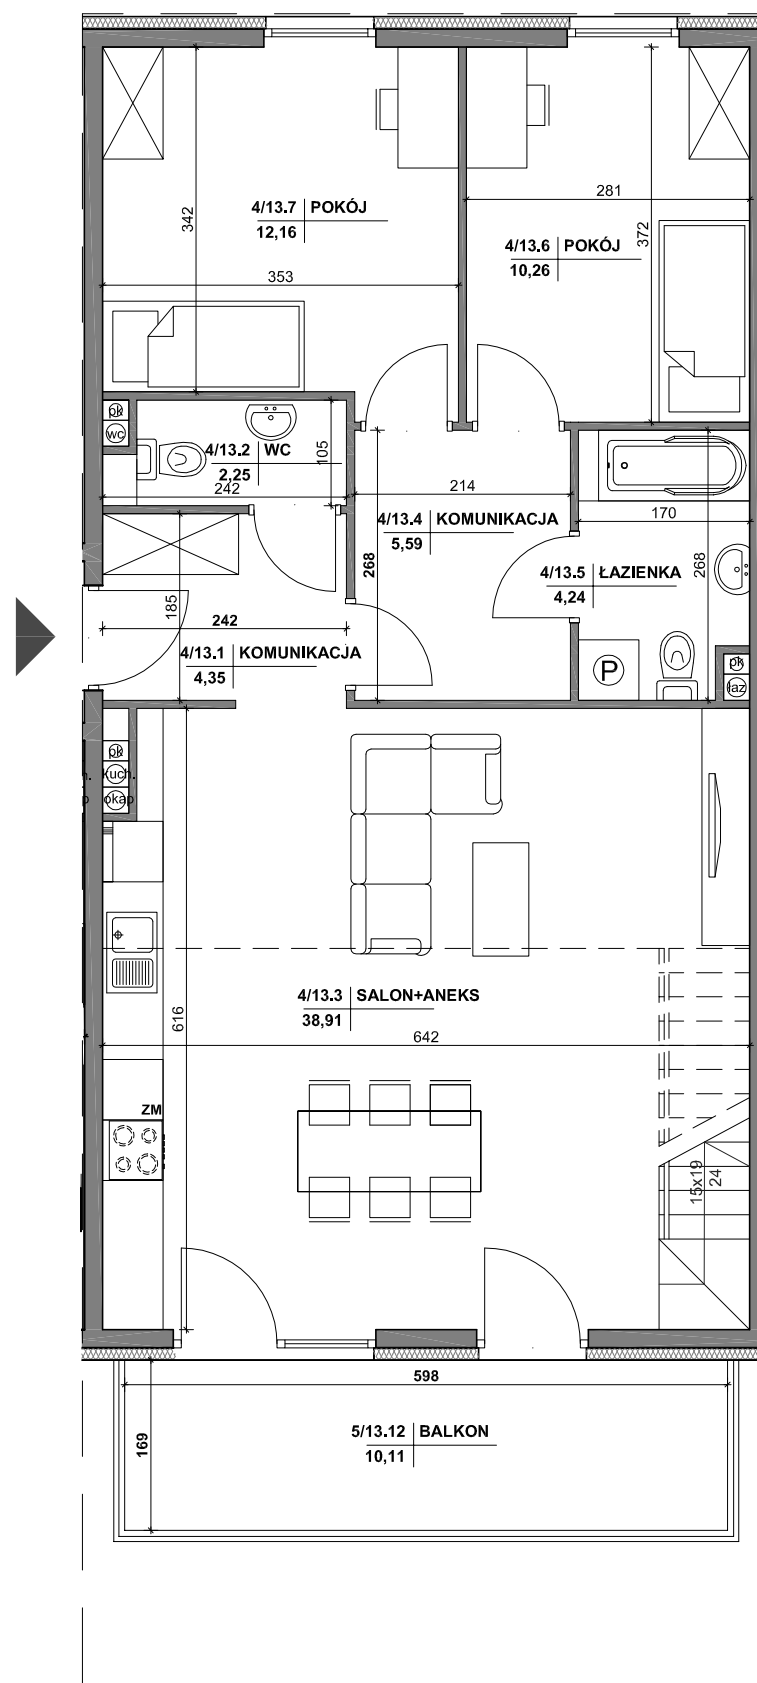 4/13.7 POKÓJ
12,16
342
353
281
372
4/13.6 POKÓJ
10,26
pk
wc
4/13.2 WC
2,25
105
242
214
4/13.4 KOMUNIKACJA
5,59
268
170
4/13.5 ŁAZIENKA
4,24
268
185
242
4/13.1 KOMUNIKACJA
4,35
P
pk
łaz
pk
kuch.
okap
4/13.3 SALON+ANEKS
38,91
616
642
ZM
15x19
24
598
5/13.12 BALKON
10,11
169